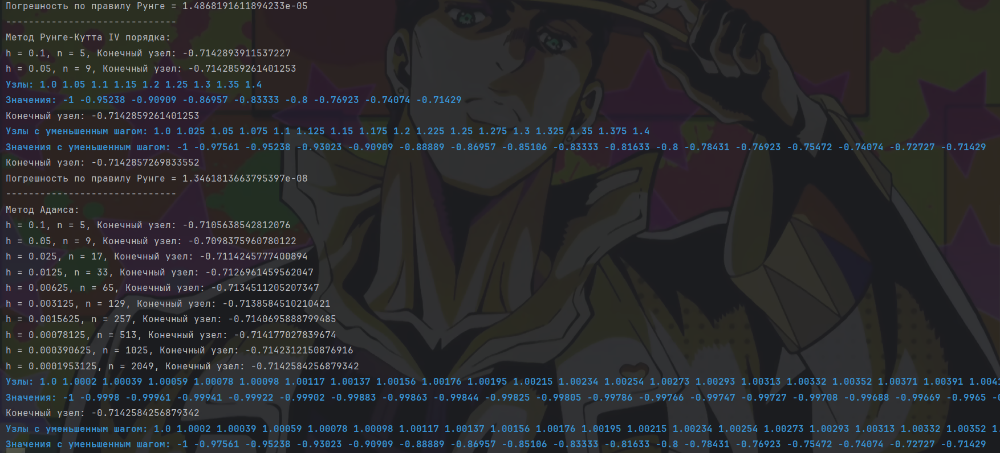 Погрешность по правилу Рунге = 1.4868191611894233e-05
------------------------------
Метод Рунге-Кутта IV порядка:
h = 0.1, n = 5, Конечный узел: -0.7142893911537227
h = 0.05, n = 9, Конечный узел: -0.7142859261401253
Узлы: 1.0 1.05 1.1 1.15 1.2 1.25 1.3 1.35 1.4
Значения: -1 -0.95238 -0.90909 -0.86957 -0.83333 -0.8 -0.76923 -0.74074 -0.71429
Конечный узел: -0.7142859261401253
Узлы с уменьшенным шагом: 1.0 1.025 1.05 1.075 1.1 1.125 1.15 1.175 1.2 1.225 1.25 1.275 1.3 1.325 1.35 1.375 1.4
Значения с уменьшенным шагом: -1 -0.97561 -0.95238 -0.93023 -0.90909 -0.88889 -0.86957 -0.85106 -0.83333 -0.81633 -0.8 -0.78431 -0.76923 -0.75472 -0.74074 -0.72727 -0.71429
Конечный узел: -0.7142857269833552
Погрешность по правилу Рунге = 1.3461813663795397e-08
------------------------------
Метод Адамса:
h = 0.1, n = 5, Конечный узел: -0.7105638542812076
h = 0.05, n = 9, Конечный узел: -0.7098375960780122
h = 0.025, n = 17, Конечный узел: -0.7114245777400894
h = 0.0125, n = 33, Конечный узел: -0.7126961459562047
h = 0.00625, n = 65, Конечный узел: -0.7134511205207347
h = 0.003125, n = 129, Конечный узел: -0.7138584510210421
h = 0.0015625, n = 257, Конечный узел: -0.7140695888799485
h = 0.00078125, n = 513, Конечный узел: -0.714177027839674
h = 0.000390625, n = 1025, Конечный узел: -0.7142312150876916
h = 0.0001953125, n = 2049, Конечный узел: -0.7142584256879342
Узлы: 1.0 1.0002 1.00039 1.00059 1.00078 1.00098 1.00117 1.00137 1.00156 1.00176 1.00195 1.00215 1.00234 1.00254 1.00273 1.00293 1.00313 1.00332 1.00352 1.00371 1.00391
Значения: -1 -0.9998 -0.99961 -0.99941 -0.99922 -0.99902 -0.99883 -0.99863 -0.99844 -0.99825 -0.99805 -0.99786 -0.99766 -0.99747 -0.99727 -0.99708 -0.99688 -0.99669 -0.9965
Конечный узел: -0.7142584256879342
Узлы с уменьшенным шагом: 1.0 1.0002 1.00039 1.00059 1.00078 1.00098 1.00117 1.00137 1.00156 1.00176 1.00195 1.00215 1.00234 1.00254 1.00273 1.00293 1.00313 1.00332 1.00352
Значения с уменьшенным шагом: -1 -0.97561 -0.95238 -0.93023 -0.90909 -0.88889 -0.86957 -0.85106 -0.83333 -0.81633 -0.8 -0.78431 -0.76923 -0.75472 -0.74074 -0.72727 -0.71429